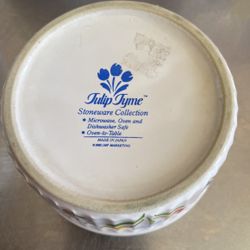 Tulip Tyme™
Stoneware Collection
• Microwave, Oven and
Dishwasher Safe
• Oven-to-Table
MADE IN JAPAN